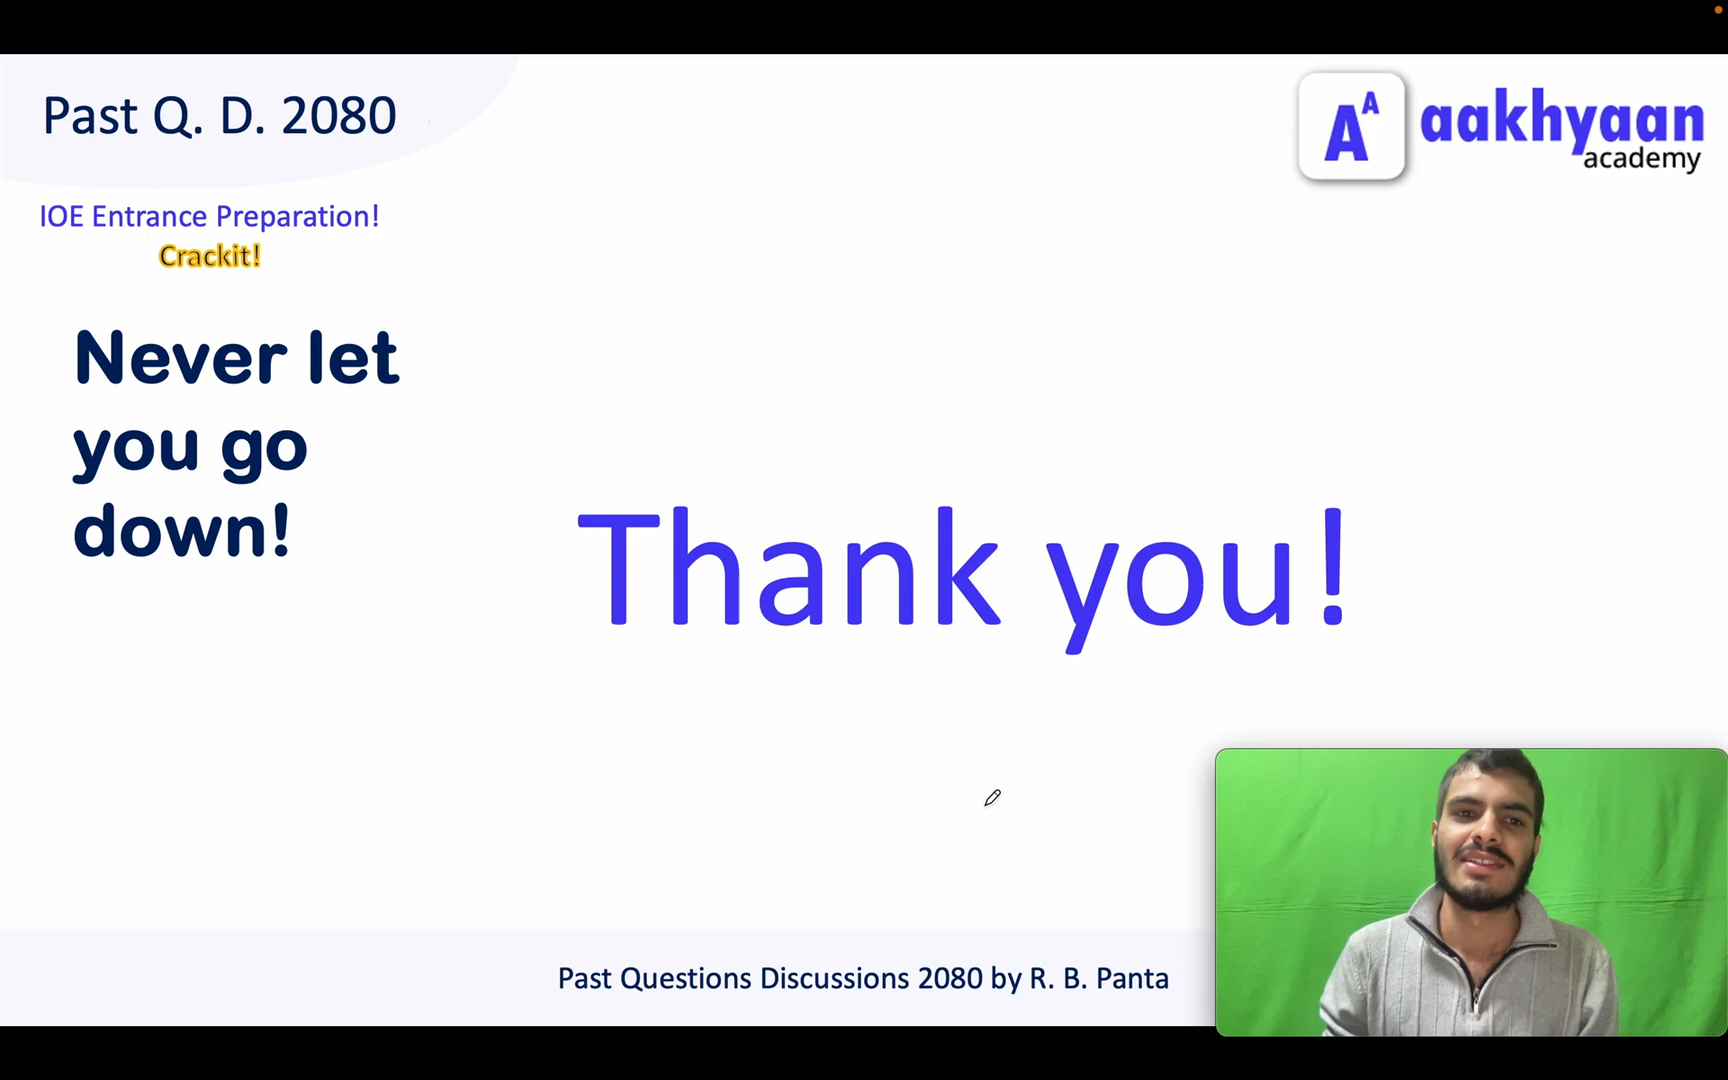 Past Q. D. 2080
A A
aakhyaan
academy
IOE Entrance Preparation!
Crackit!
Never let
you go
down!
Thank you!
Past Questions Discussions 2080 by R. B. Panta